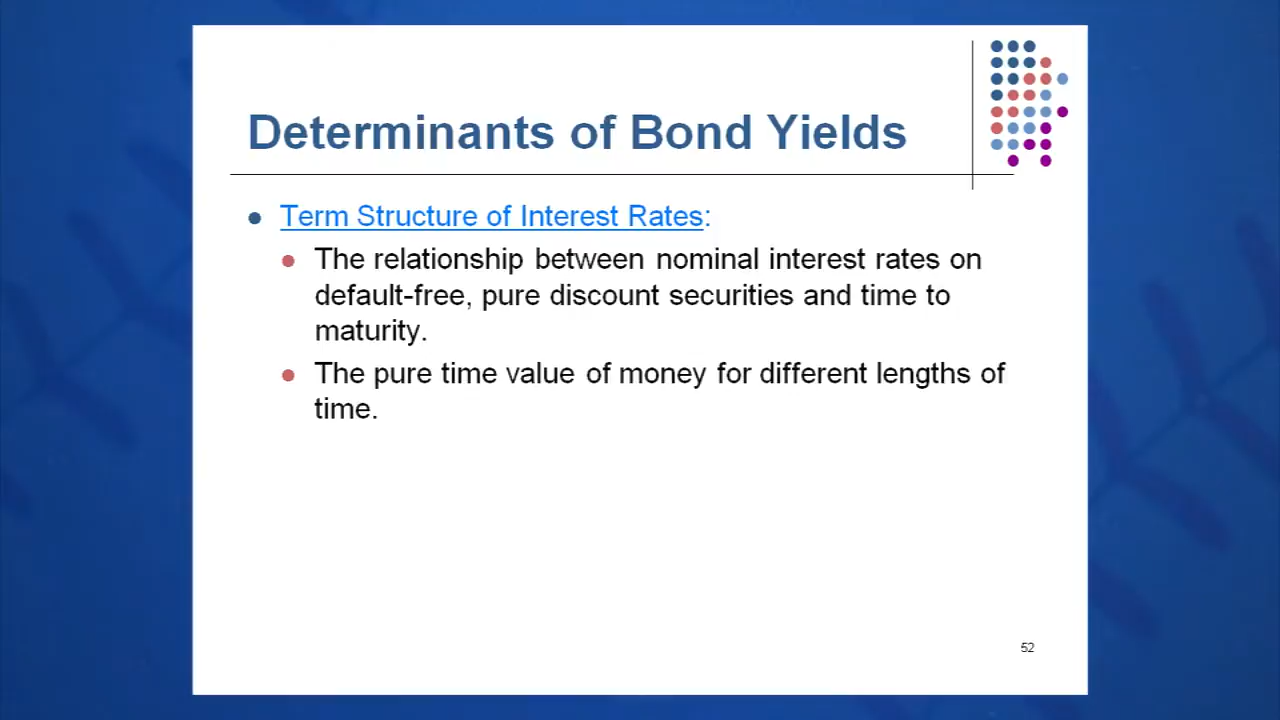 Determinants of Bond Yields
Term Structure of Interest Rates:
The relationship between nominal interest rates on
default-free, pure discount securities and time to
maturity.
The pure time value of money for different lengths of
time.
52